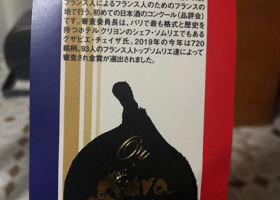 フランス人によるフランス人のためのフランスの
地で行う、初めての日本酒のコンクール(品評会)
です。審査委員長は、パリで最も格式と歴史を
持つホテルクリヨンのシェフ・ソムリエでもある
グザビエ・チュイザ氏。2019年の今年は720
銘柄、93人のフランス人トップソムリエ達によって
審査され金賞が選出されました。
Kura